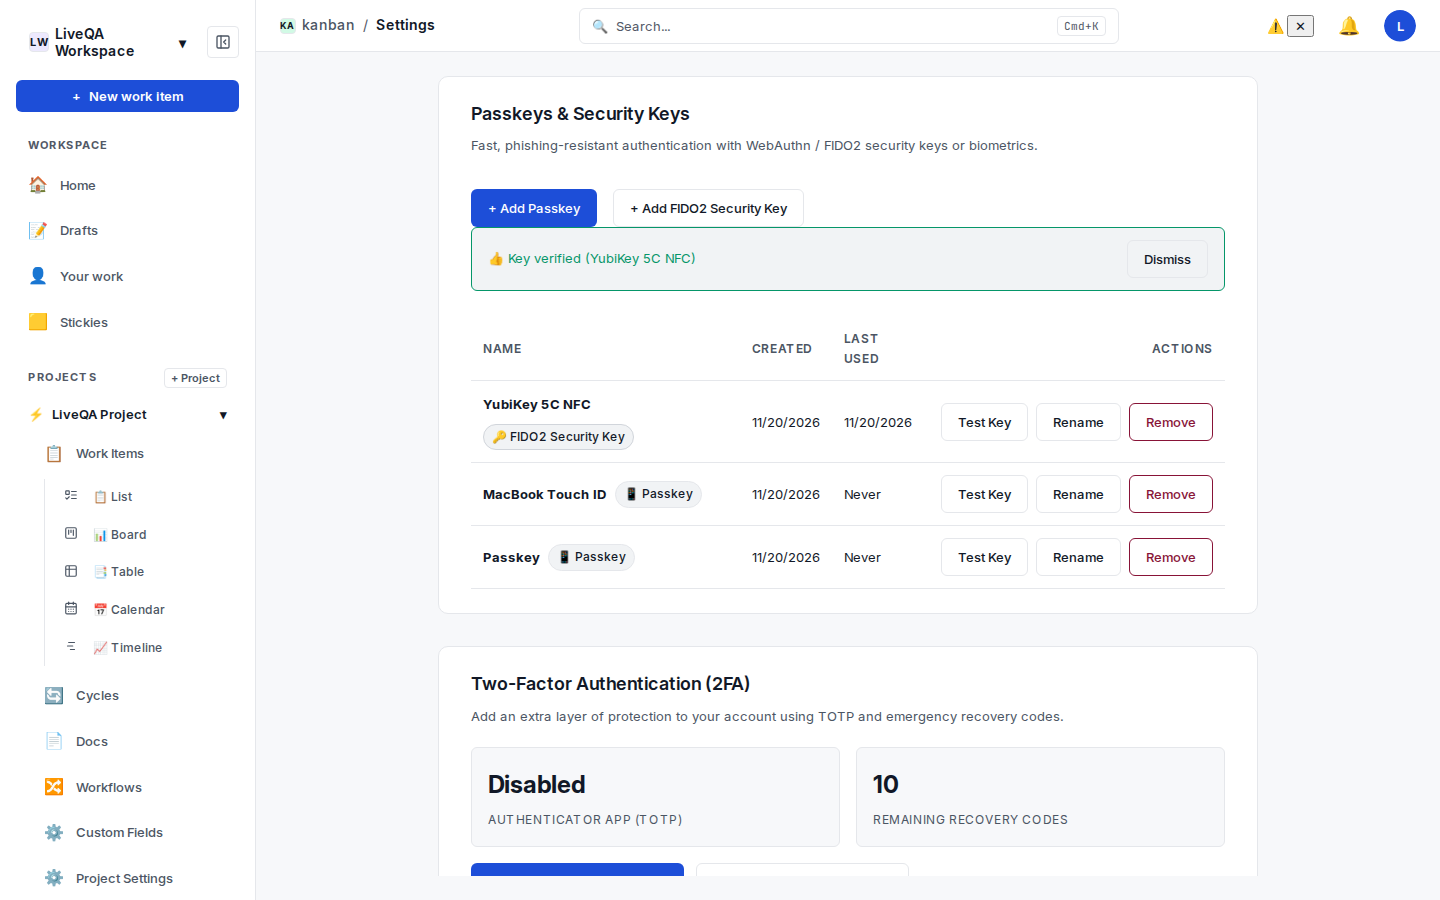 LW LiveQA Workspace ▾
+ New work item
WORKSPACE
🏠 Home
📝 Drafts
👤 Your work
🟨 Stickies
PROJECTS + Project
⚡ LiveQA Project ▾
📋 Work Items
📋 List
📊 Board
📑 Table
📅 Calendar
📈 Timeline
🔄 Cycles
📄 Docs
🔀 Workflows
⚙️ Custom Fields
⚙️ Project Settings
KA kanban / Settings
🔍 Search... Cmd+K
⚠️ ✕ 🔔 L
Passkeys & Security Keys
Fast, phishing-resistant authentication with WebAuthn / FIDO2 security keys or biometrics.
+ Add Passkey + Add FIDO2 Security Key
👍 Key verified (YubiKey 5C NFC) Dismiss
NAME CREATED LAST USED ACTIONS
YubiKey 5C NFC
🔑 FIDO2 Security Key 11/20/2026 11/20/2026 Test Key Rename Remove
MacBook Touch ID 📱 Passkey 11/20/2026 Never Test Key Rename Remove
Passkey 📱 Passkey 11/20/2026 Never Test Key Rename Remove
Two-Factor Authentication (2FA)
Add an extra layer of protection to your account using TOTP and emergency recovery codes.
Disabled
AUTHENTICATOR APP (TOTP)
10
REMAINING RECOVERY CODES